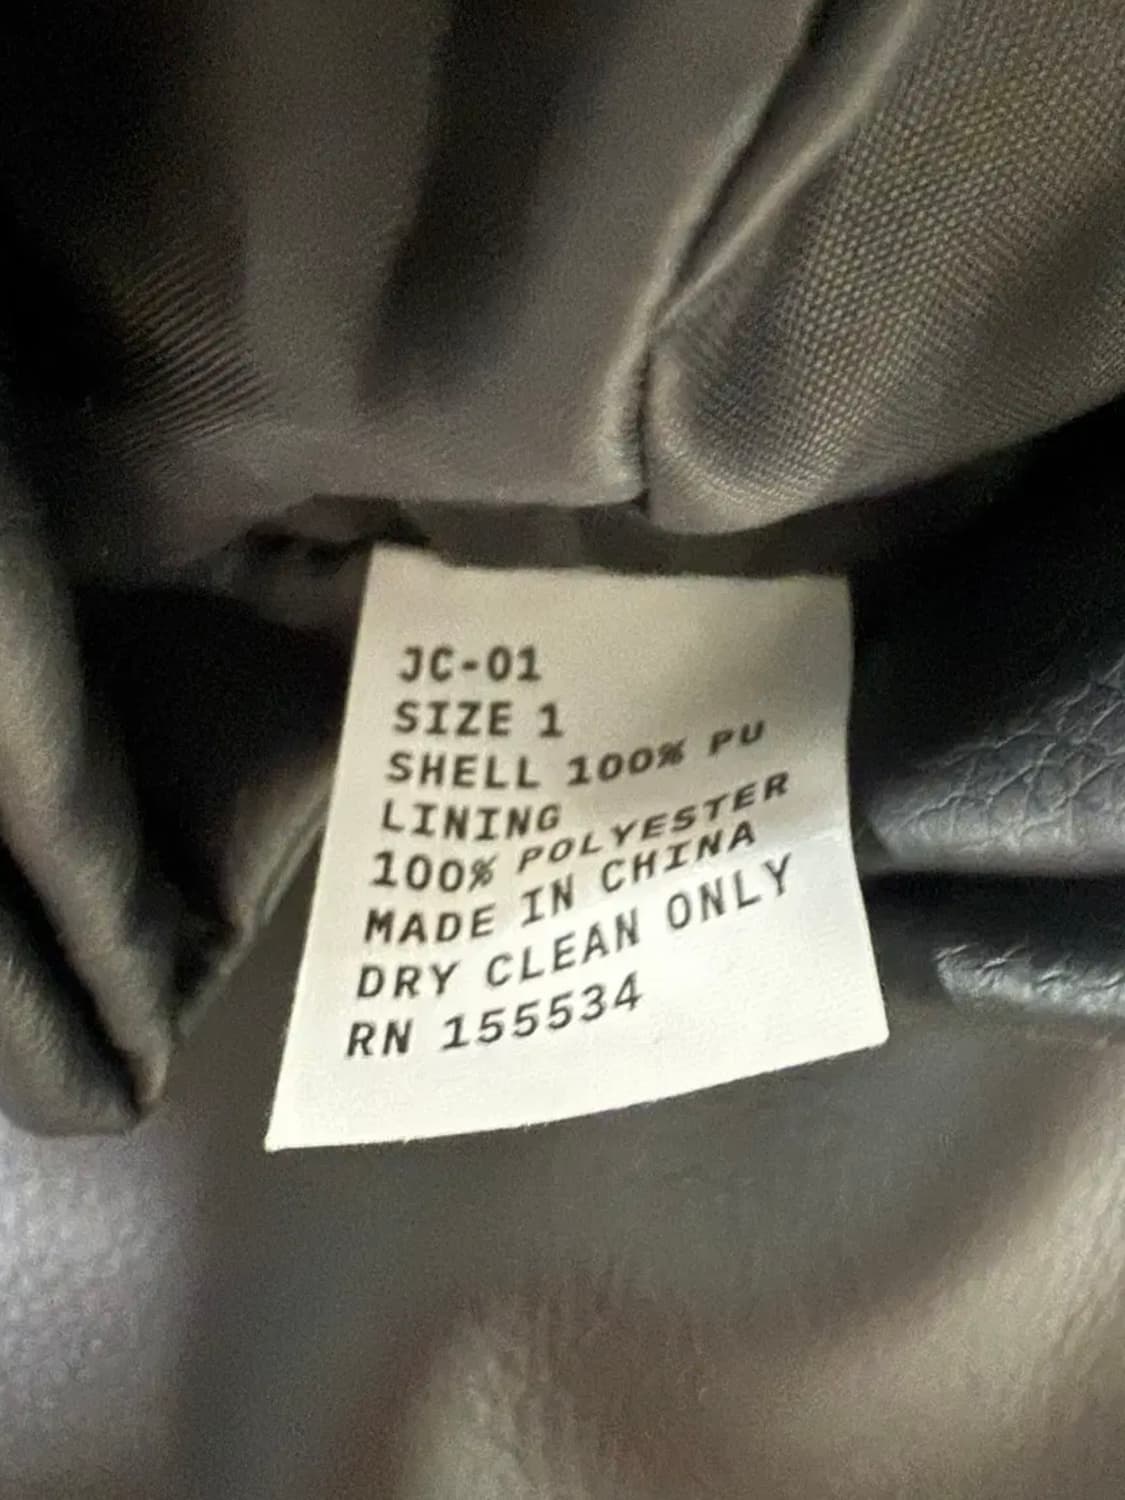 JC-01
SIZE 1
SHELL 100% PU
LINING
100% POLYESTER
MADE IN CHINA
DRY CLEAN ONLY
RN 155534